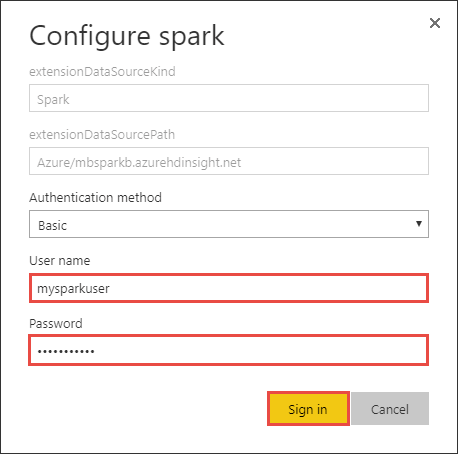 Configure spark
extensionDataSourceKind
Spark
extensionDataSourcePath
Azure/mbsparkb.azurehdinsight.net
Authentication method
Basic
User name
mysparkuser
Password
•••••••••••
Sign in
Cancel